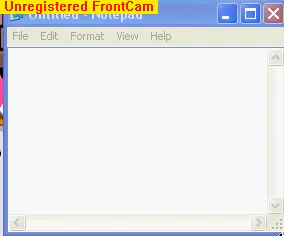 Unregistered FrontCam
Untitled - Notepad
File Edit Format View Help